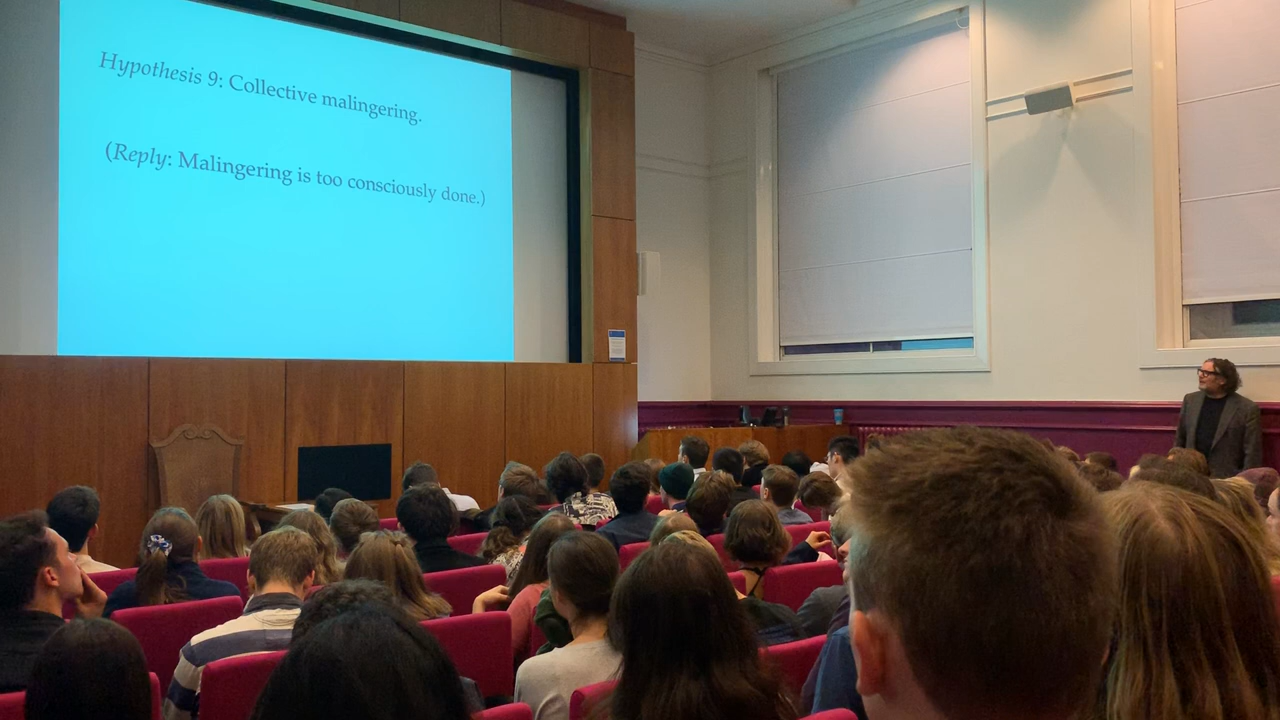 Hypothesis 9: Collective malingering.
(Reply: Malingering is too consciously done.)